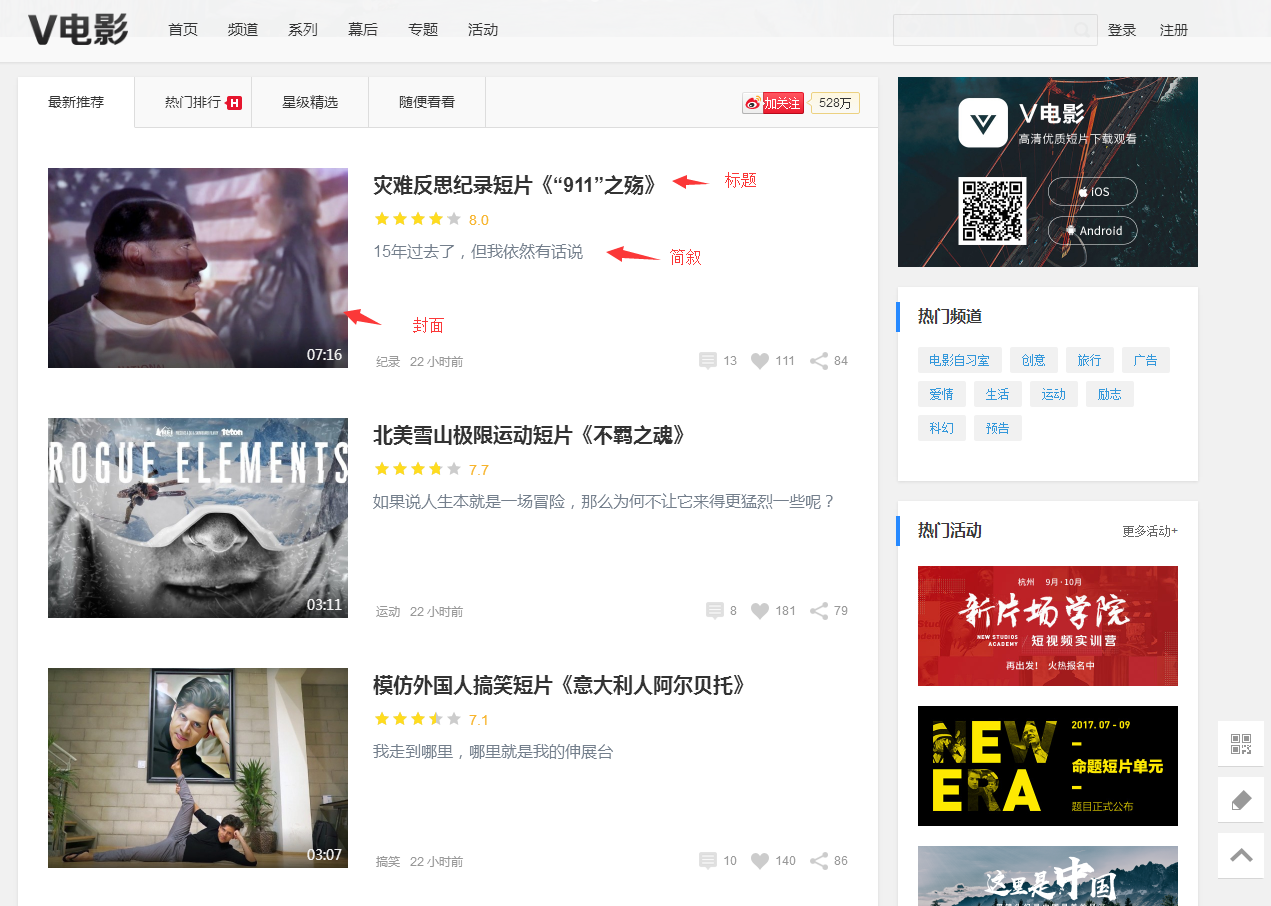 V电影
首页 频道 系列 幕后 专题 活动
登录 注册
最新推荐 热门排行 H 星级精选 随便看看
加关注 528万
灾难反思纪录短片《“911”之殇》
标题
8.0
15年过去了，但我依然有话说
简叙
封面
07:16
纪录 22 小时前 13 111 84
ROGUE ELEMENTS
teton
03:11
北美雪山极限运动短片《不羁之魂》
7.7
如果说人生本就是一场冒险，那么为何不让它来得更猛烈一些呢？
运动 22 小时前 8 181 79
03:07
模仿外国人搞笑短片《意大利人阿尔贝托》
7.1
我走到哪里，哪里就是我的伸展台
搞笑 22 小时前 10 140 86
V电影
高清优质短片下载观看
iOS
Android
热门频道
电影自习室 创意 旅行 广告
爱情 生活 运动 励志
科幻 预告
热门活动 更多活动+
杭州 9月·10月
新片场学院
NEW STUDIOS
ACADEMY
短视频实训营
再出发！ 火热报名中
NEW
ERA
2017. 07 - 09
命题短片单元
题目正式公布
这里是中国